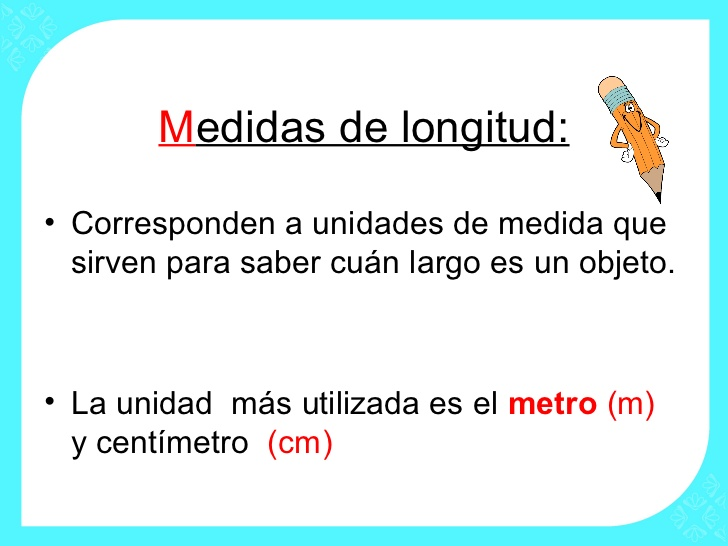 Medidas de longitud:
• Corresponden a unidades de medida que
sirven para saber cuán largo es un objeto.
• La unidad más utilizada es el metro (m)
y centímetro (cm)